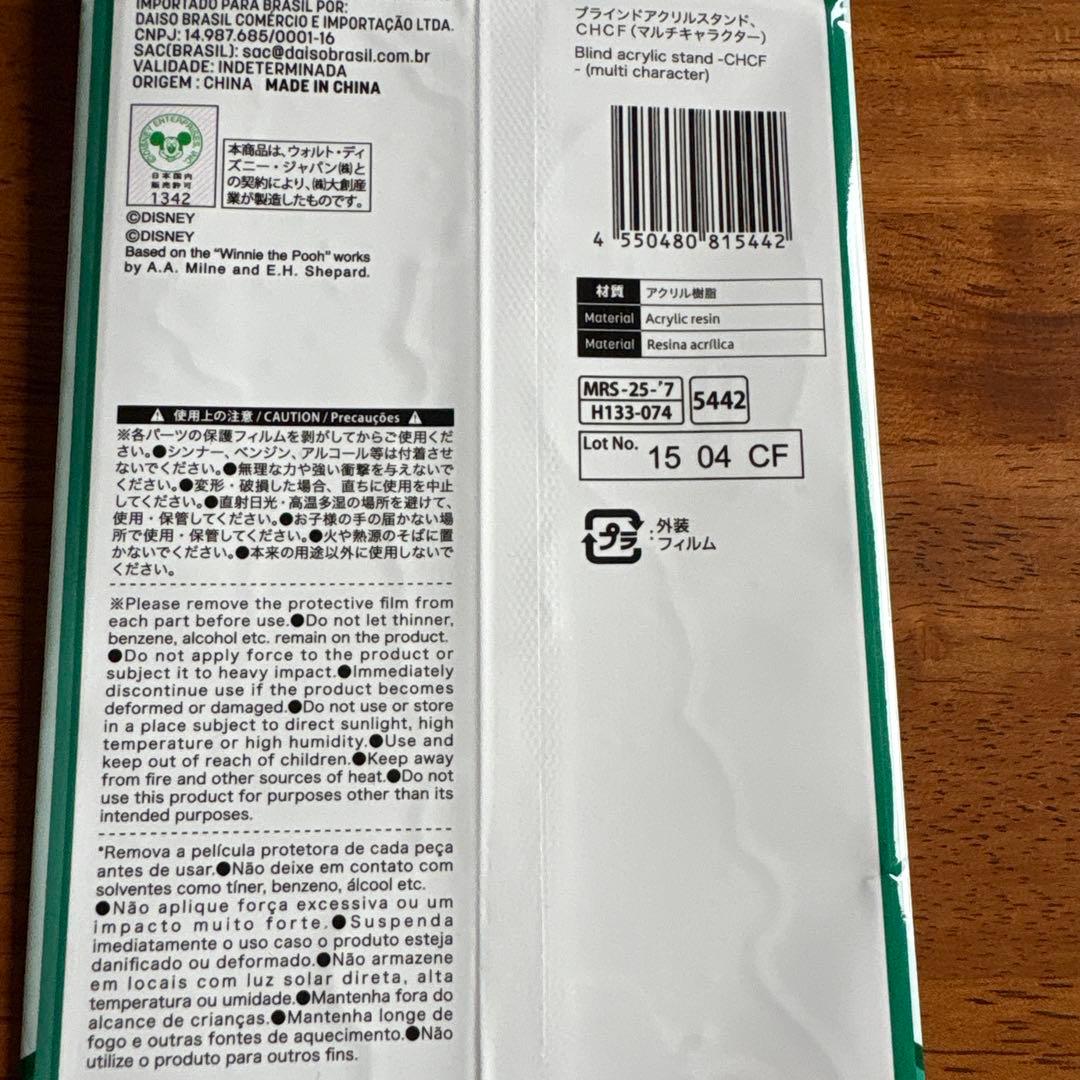 IMPORTADO PARA BRASIL POR:
DAISO BRASIL COMÉRCIO E IMPORTAÇÃO LTDA.
CNPJ: 14.987.685/0001-16
SAC(BRASIL): sac@daisobrasil.com.br
VALIDADE: INDETERMINADA
ORIGEM : CHINA MADE IN CHINA
©DISNEY ENTERPRISES, INC.
日本国内
販売許可
1342
本商品は、ウォルト・ディ
ズニー・ジャパン㈱と
の契約により、㈱大創産
業が製造したものです。
©DISNEY
©DISNEY
Based on the "Winnie the Pooh" works
by A.A. Milne and E.H. Shepard.
使用上の注意 / CAUTION / Precauções
※各パーツの保護フィルムを剥がしてからご使用くだ
さい。●シンナー、ベンジン、アルコール等は付着させ
ないでください。●無理な力や強い衝撃を与えないで
ください。●変形・破損した場合、直ちに使用を中止
してください。●直射日光・高温多湿の場所を避けて、
使用・保管してください。●お子様の手の届かない場
所で使用・保管してください。●火や熱源のそばに置
かないでください。●本来の用途以外に使用しないで
ください。
※Please remove the protective film from
each part before use.●Do not let thinner,
benzene, alcohol etc. remain on the product.
●Do not apply force to the product or
subject it to heavy impact.●Immediately
discontinue use if the product becomes
deformed or damaged.●Do not use or store
in a place subject to direct sunlight, high
temperature or high humidity.●Use and
keep out of reach of children.●Keep away
from fire and other sources of heat.●Do not
use this product for purposes other than its
intended purposes.
*Remova a película protetora de cada peça
antes de usar.●Não deixe em contato com
solventes como tíner, benzeno, álcool etc.
●Não aplique força excessiva ou um
impacto muito forte.●Suspenda
imediatamente o uso caso o produto esteja
danificado ou deformado.●Não armazene
em locais com luz solar direta, alta
temperatura ou umidade.●Mantenha fora do
alcance de crianças.●Mantenha longe de
fogo e outras fontes de aquecimento.●Não
utilize o produto para outros fins.
ブラインドアクリルスタンド、
CHCF(マルチキャラクター)
Blind acrylic stand -CHCF
- (multi character)
4 550480 815442
材質 アクリル樹脂
Material Acrylic resin
Material Resina acrílica
MRS-25-'7
H133-074
5442
Lot No. 15 04 CF
プラ
:外装
フィルム